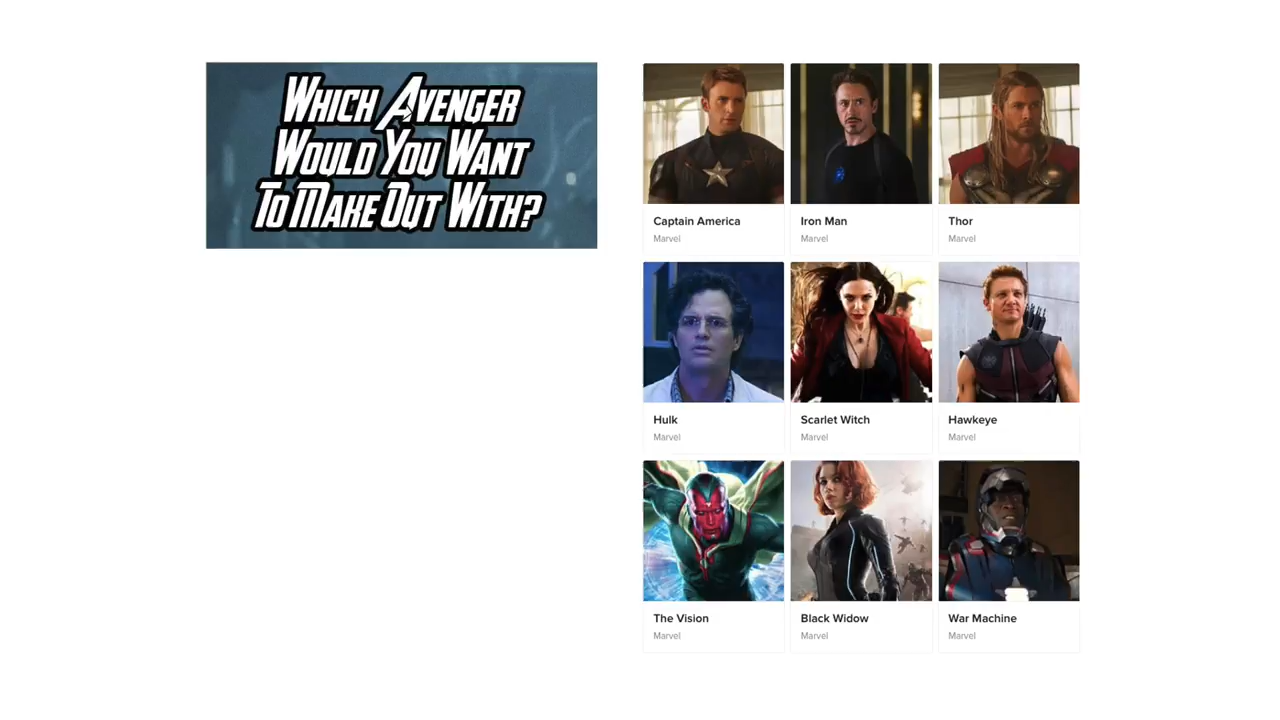 WHICH AVENGER
WOULD YOU WANT
TO MAKE OUT WITH?
Captain America
Marvel
Iron Man
Marvel
Thor
Marvel
Hulk
Marvel
Scarlet Witch
Marvel
Hawkeye
Marvel
The Vision
Marvel
Black Widow
Marvel
War Machine
Marvel